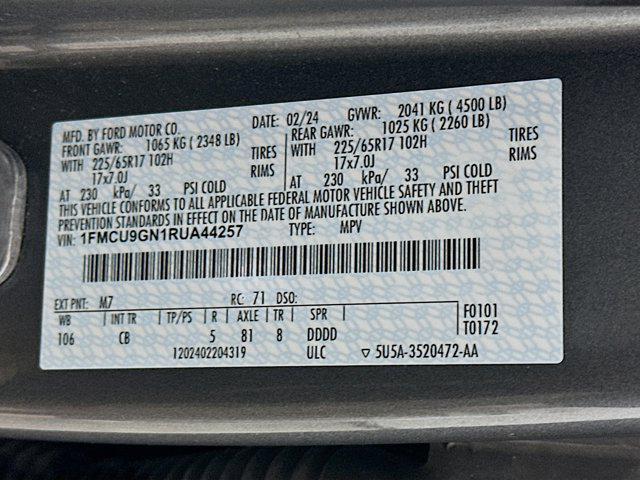 MFD. BY FORD MOTOR CO. DATE: 02/24 GVWR: 2041 KG ( 4500 LB)
FRONT GAWR: 1065 KG ( 2348 LB) REAR GAWR: 1025 KG ( 2260 LB)
WITH 225/65R17 102H TIRES WITH 225/65R17 102H TIRES
17x7.0J RIMS 17x7.0J RIMS
AT 230 kPa/ 33 PSI COLD AT 230 kPa/ 33 PSI COLD
THIS VEHICLE CONFORMS TO ALL APPLICABLE FEDERAL MOTOR VEHICLE SAFETY AND THEFT
PREVENTION STANDARDS IN EFFECT ON THE DATE OF MANUFACTURE SHOWN ABOVE.
VIN: 1FMCU9GN1RUA44257 TYPE: MPV
EXT PNT: M7 RC: 71 DSO: F0101
WB INT TR TP/PS R AXLE TR SPR T0172
106 CB 5 81 8 DDDD
1202402204319 ULC ▽ 5U5A-3520472-AA